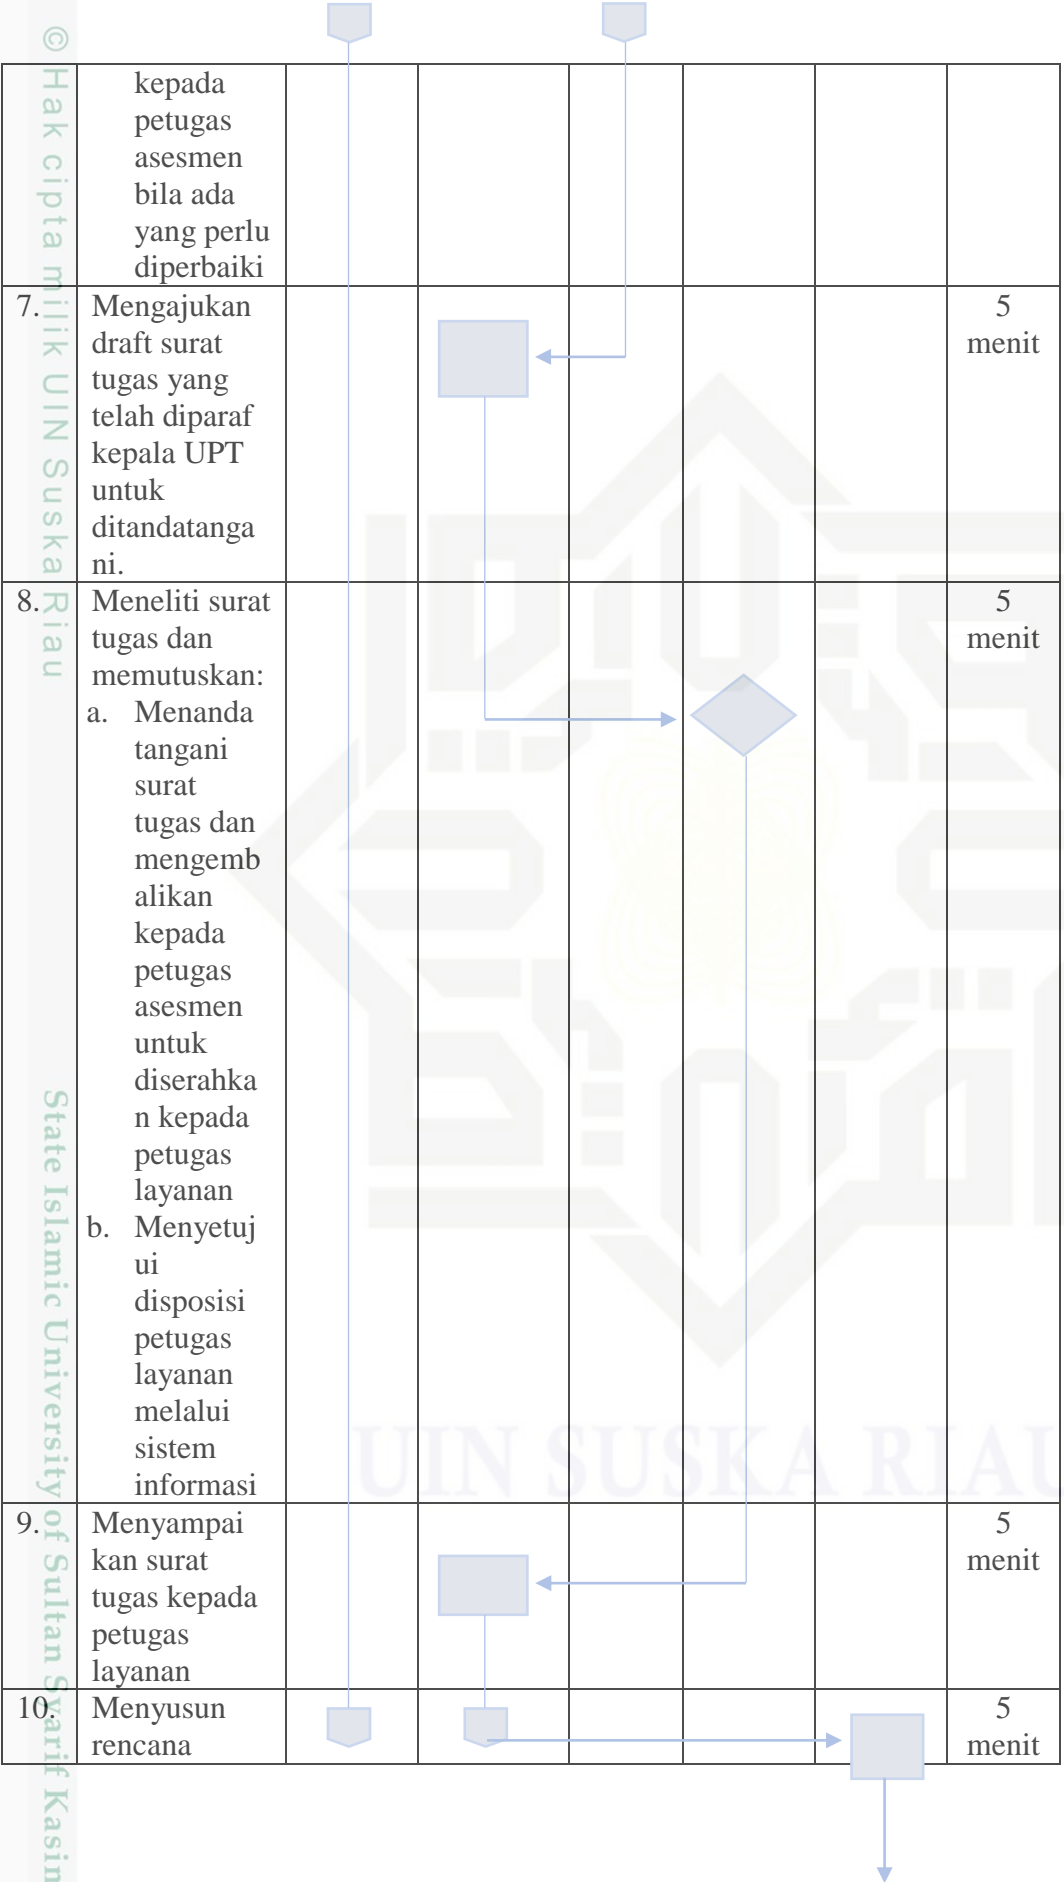 kepada
petugas
asesmen
bila ada
yang perlu
diperbaiki
7. Mengajukan 5
draft surat menit
tugas yang
telah diparaf
kepala UPT
untuk
ditandatanga
ni.
8. Meneliti surat 5
tugas dan menit
memutuskan:
a. Menanda
tangani
surat
tugas dan
mengemb
alikan
kepada
petugas
asesmen
untuk
diserahka
n kepada
petugas
layanan
b. Menyetuj
ui
disposisi
petugas
layanan
melalui
sistem
informasi
9. Menyampai 5
kan surat menit
tugas kepada
petugas
layanan
10. Menyusun 5
rencana menit
© Hak cipta milik UIN Suska Riau
State Islamic University of Sultan Syarif Kasim
UIN SUSKA RIAU